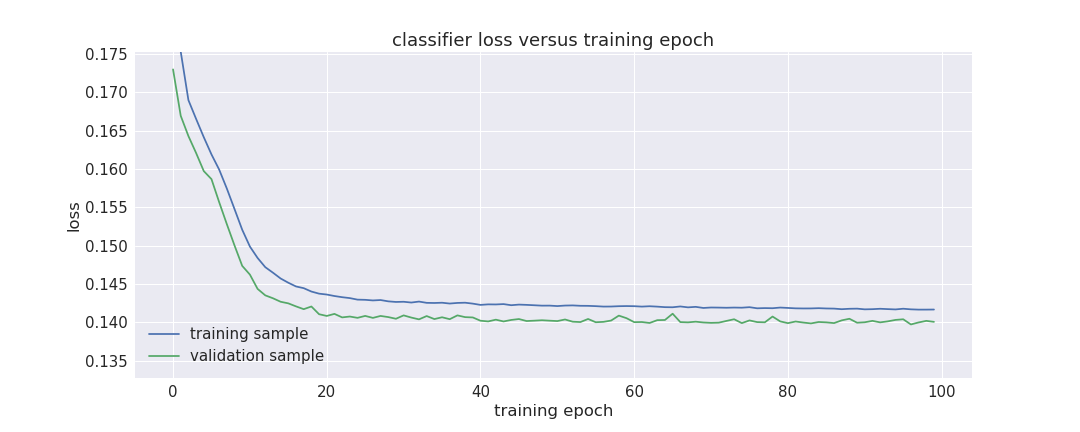 classifier loss versus training epoch
0.175
0.170
0.165
0.160
0.155
0.150
0.145
0.140
0.135
loss
training sample
validation sample
0 20 40 60 80 100
training epoch